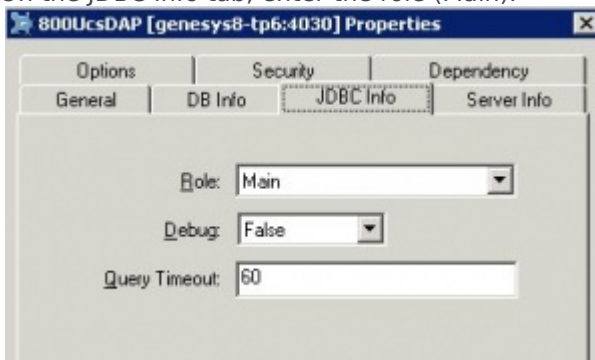 On the JDBC Info tab, enter the role (Main).
800UcsDAP [genesys8-tp6:4030] Properties
Options Security Dependency
General DB Info JDBC Info Server Info
Role: Main
Debug: False
Query Timeout: 60